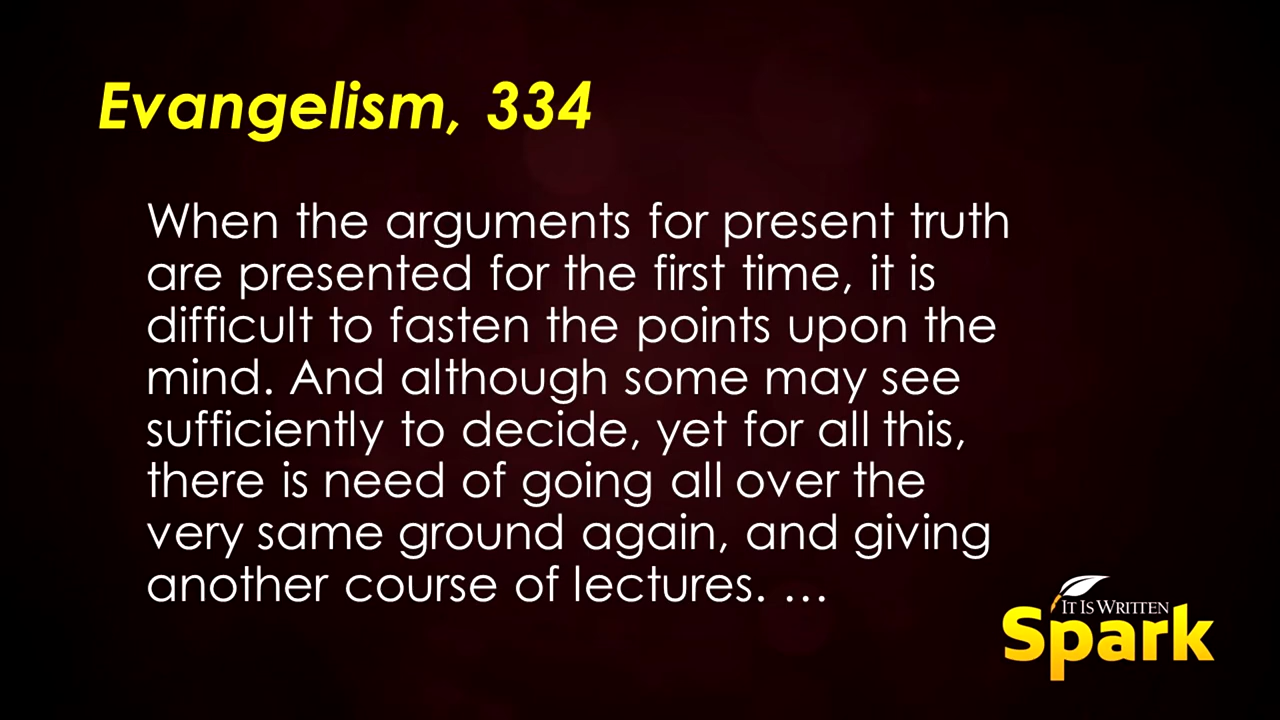 Evangelism, 334
When the arguments for present truth
are presented for the first time, it is
difficult to fasten the points upon the
mind. And although some may see
sufficiently to decide, yet for all this,
there is need of going all over the
very same ground again, and giving
another course of lectures. …
IT IS WRITTEN
Spark